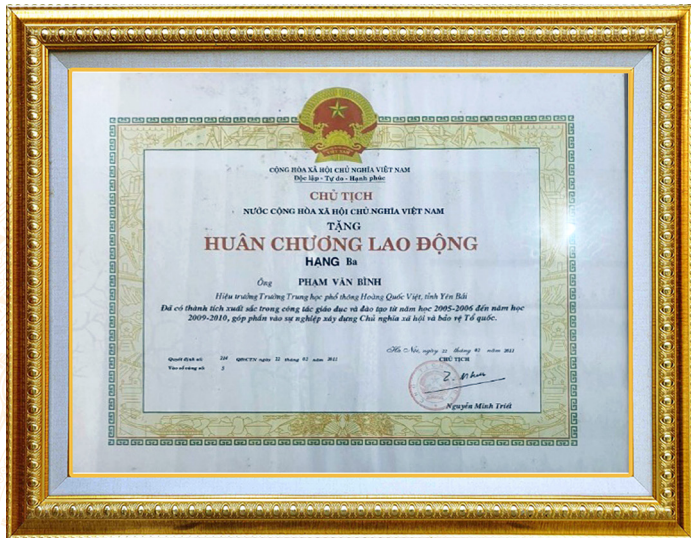 CỘNG HÒA XÃ HỘI CHỦ NGHĨA VIỆT NAM
Độc lập - Tự do - Hạnh phúc
CHỦ TỊCH
NƯỚC CỘNG HÒA XÃ HỘI CHỦ NGHĨA VIỆT NAM
TẶNG
HUÂN CHƯƠNG LAO ĐỘNG
HẠNG Ba
Ông PHẠM VĂN BÌNH
Hiệu trưởng Trường Trung học phổ thông Hoàng Quốc Việt, tỉnh Yên Bái
Đã có thành tích xuất sắc trong công tác giáo dục và đào tạo từ năm học 2005-2006 đến năm học
2009-2010, góp phần vào sự nghiệp xây dựng Chủ nghĩa xã hội và bảo vệ Tổ quốc.
Hà Nội, ngày 22 tháng 02 năm 2011
Quyết định số: QĐ/CTN ngày 22 tháng 02 năm 2011
CHỦ TỊCH
Vào sổ vàng số
Nguyễn Minh Triết